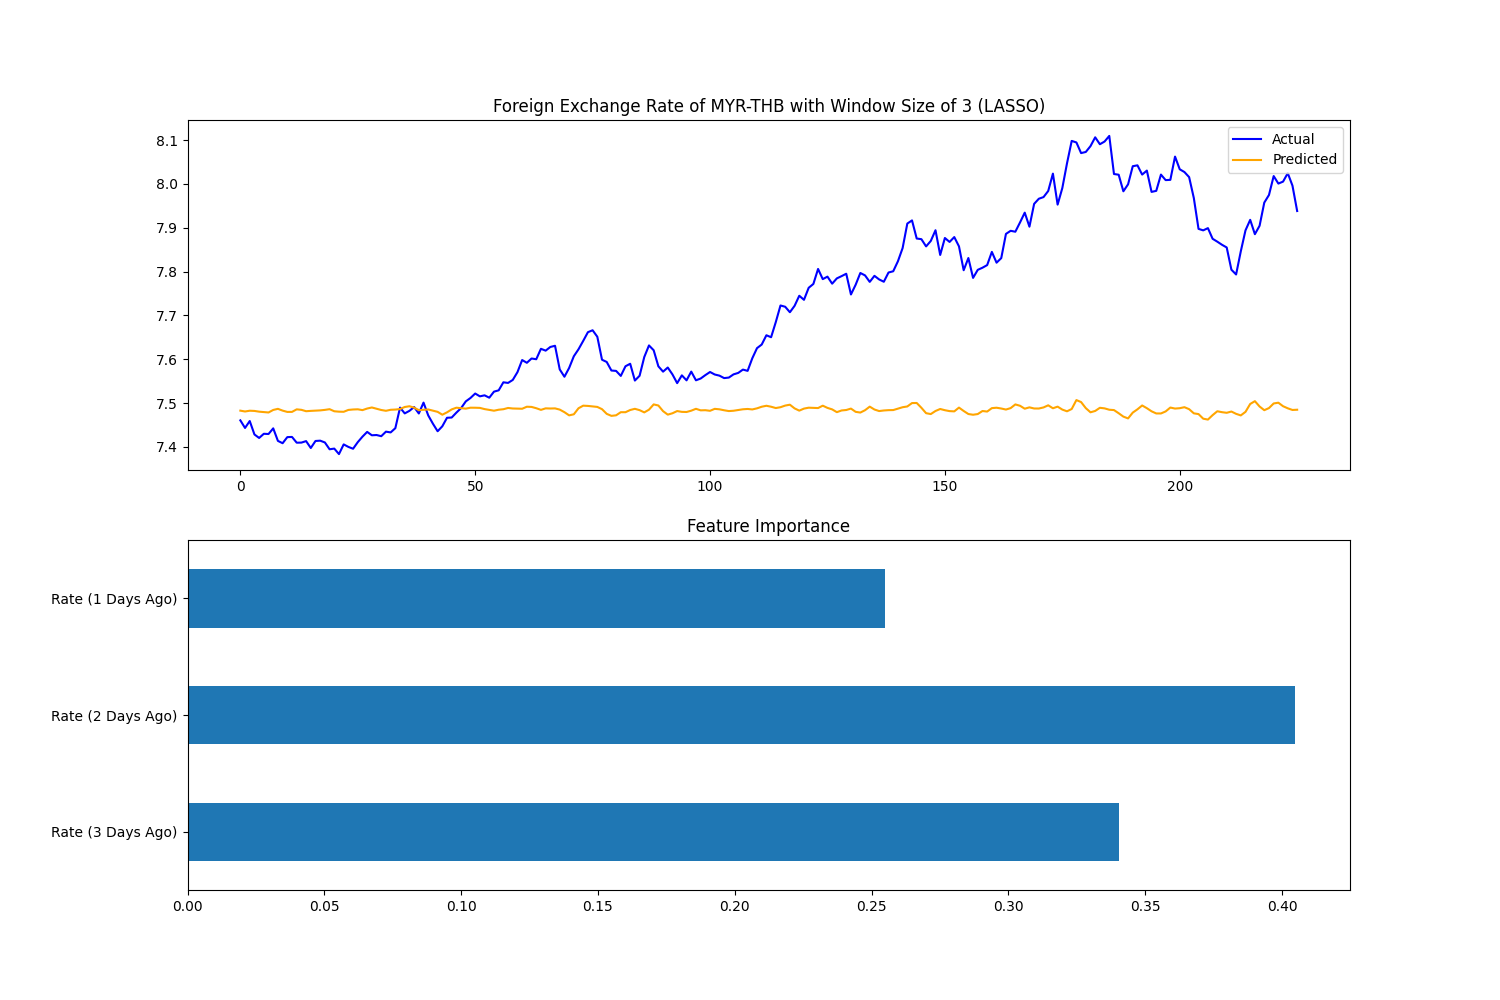 Foreign Exchange Rate of MYR-THB with Window Size of 3 (LASSO)
Actual
Predicted
8.1
8.0
7.9
7.8
7.7
7.6
7.5
7.4
0 50 100 150 200
Feature Importance
Rate (1 Days Ago)
Rate (2 Days Ago)
Rate (3 Days Ago)
0.00 0.05 0.10 0.15 0.20 0.25 0.30 0.35 0.40